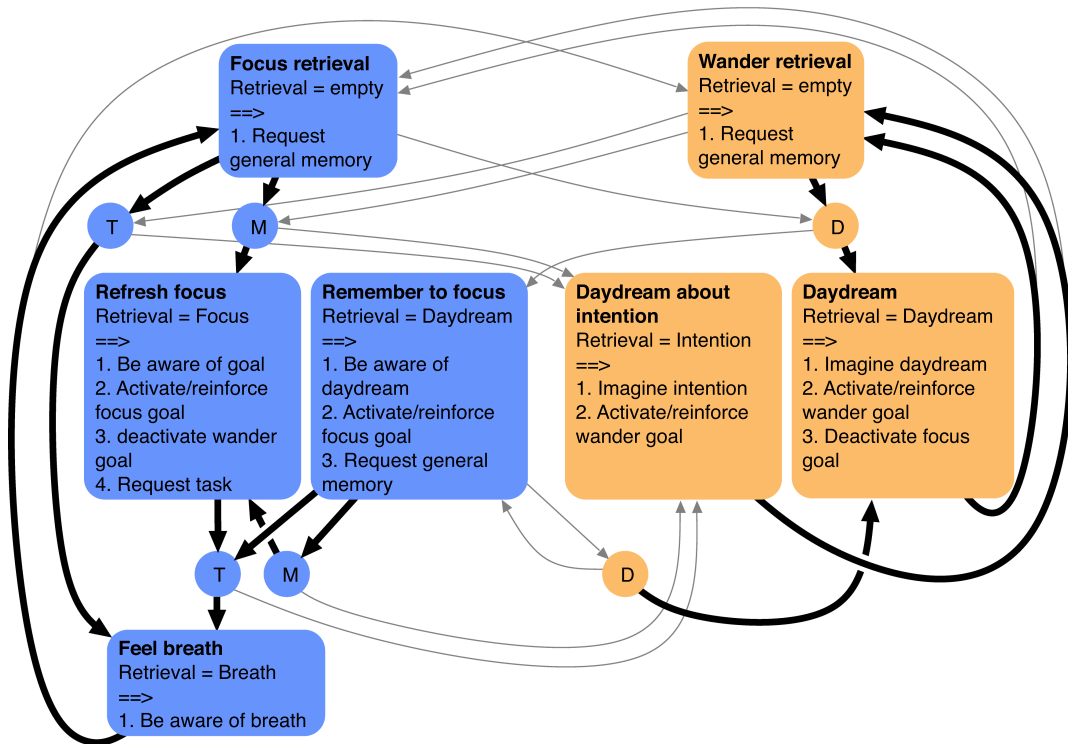 Focus retrieval
Retrieval = empty
==>
1. Request
general memory
Wander retrieval
Retrieval = empty
==>
1. Request
general memory
T
M
D
Refresh focus
Retrieval = Focus
==>
1. Be aware of goal
2. Activate/reinforce
focus goal
3. deactivate wander
goal
4. Request task
Remember to focus
Retrieval = Daydream
==>
1. Be aware of
daydream
2. Activate/reinforce
focus goal
3. Request general
memory
Daydream about
intention
Retrieval = Intention
==>
1. Imagine intention
2. Activate/reinforce
wander goal
Daydream
Retrieval = Daydream
==>
1. Imagine daydream
2. Activate/reinforce
wander goal
3. Deactivate focus
goal
T
M
D
Feel breath
Retrieval = Breath
==>
1. Be aware of breath